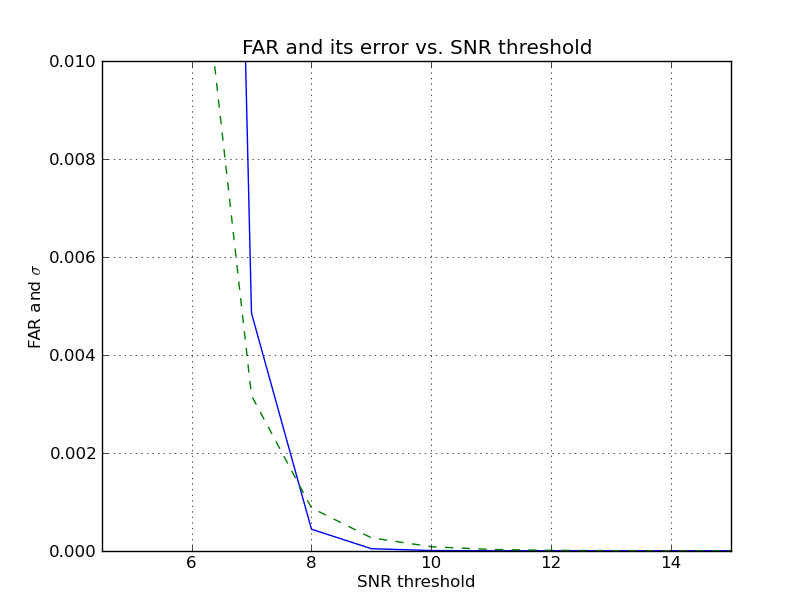 FAR and its error vs. SNR threshold
0.010
0.008
0.006
0.004
0.002
0.000
FAR and σ
6 8 10 12 14
SNR threshold